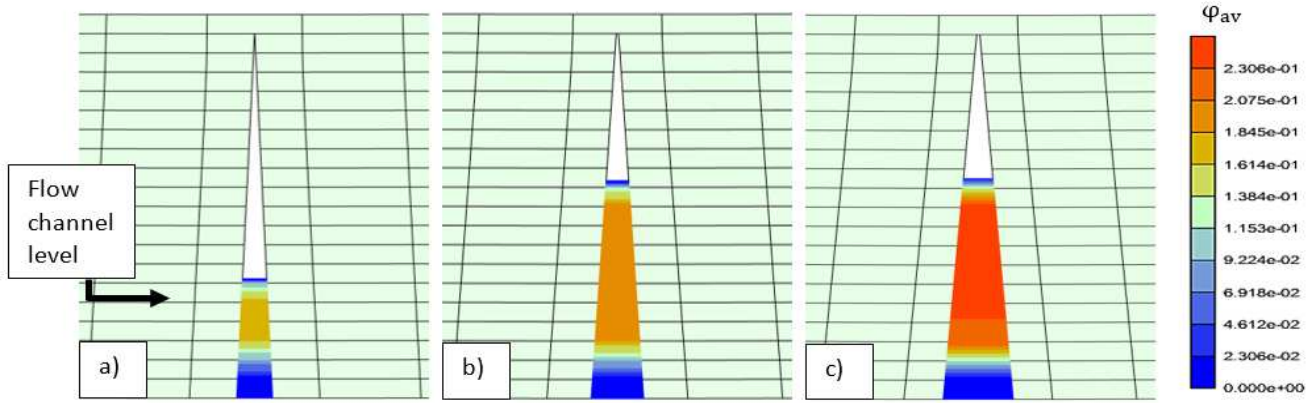 φav
Flow
channel
level
a)
b)
c)
2.306e-01
2.075e-01
1.845e-01
1.614e-01
1.384e-01
1.153e-01
9.224e-02
6.918e-02
4.612e-02
2.306e-02
0.000e+00